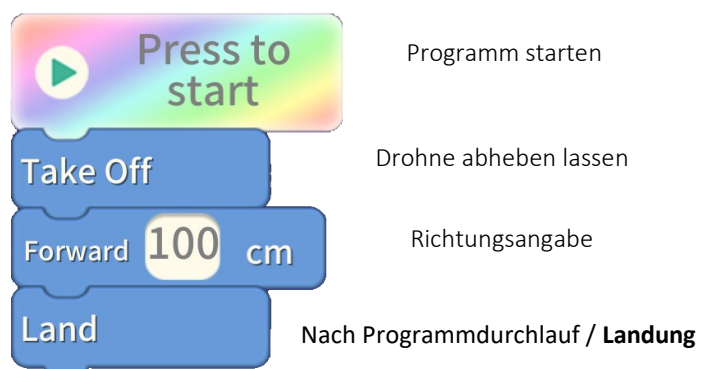 Press to
start
Programm starten
Take Off
Drohne abheben lassen
Forward 100 cm
Richtungsangabe
Land
Nach Programmdurchlauf / Landung